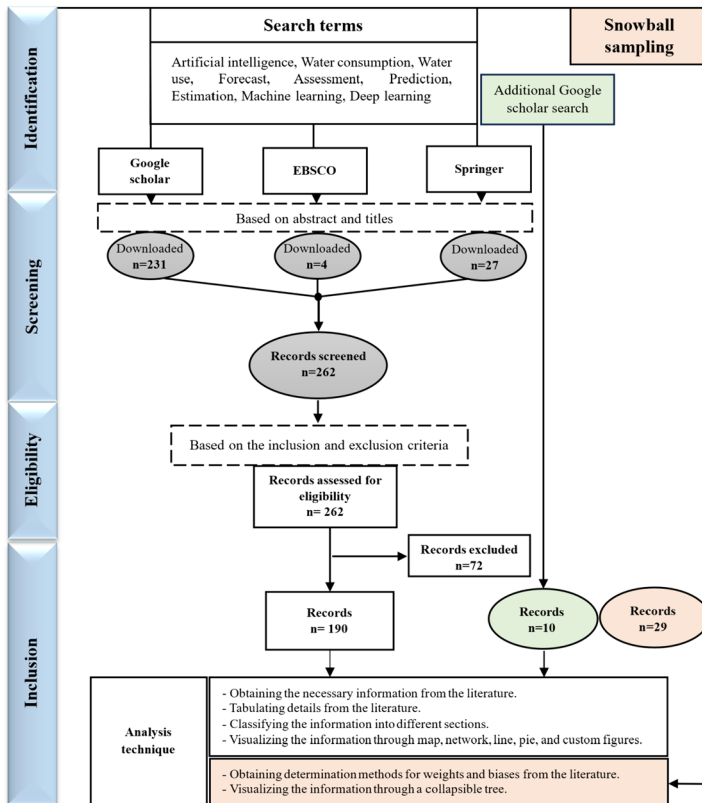 Identification
Search terms
Snowball
sampling
Artificial intelligence, Water consumption, Water
use, Forecast, Assessment, Prediction,
Estimation, Machine learning, Deep learning
Additional Google
scholar search
Google
scholar
EBSCO
Springer
Screening
Based on abstract and titles
Downloaded
n=231
Downloaded
n=4
Downloaded
n=27
Records screened
n=262
Eligibility
Based on the inclusion and exclusion criteria
Records assessed for
eligibility
n= 262
Records excluded
n=72
Inclusion
Records
n= 190
Records
n=10
Records
n=29
Analysis
technique
- Obtaining the necessary information from the literature.
- Tabulating details from the literature.
- Classifying the information into different sections.
- Visualizing the information through map, network, line, pie, and custom figures.
- Obtaining determination methods for weights and biases from the literature.
- Visualizing the information through a collapsible tree.